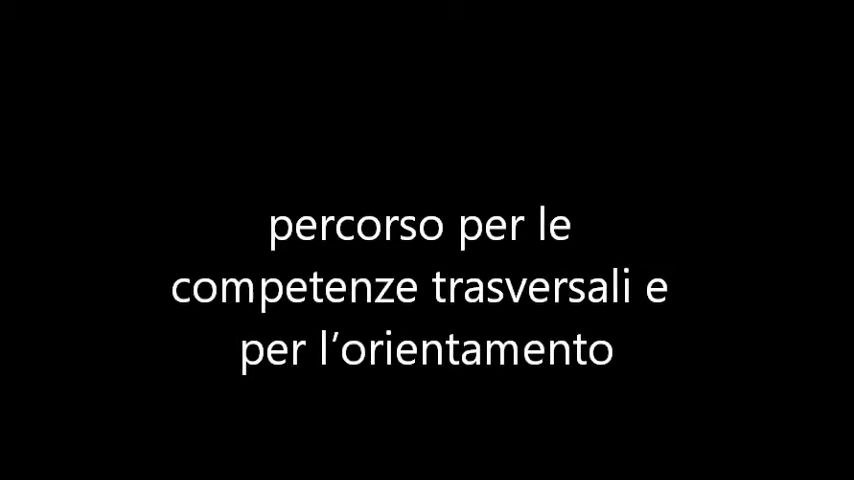 percorso per le
competenze trasversali e
per l’orientamento